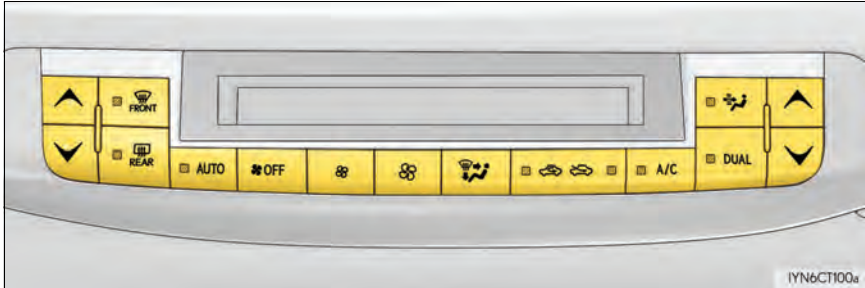 FRONT
REAR
AUTO
OFF
A/C
DUAL
IYN6CT100a